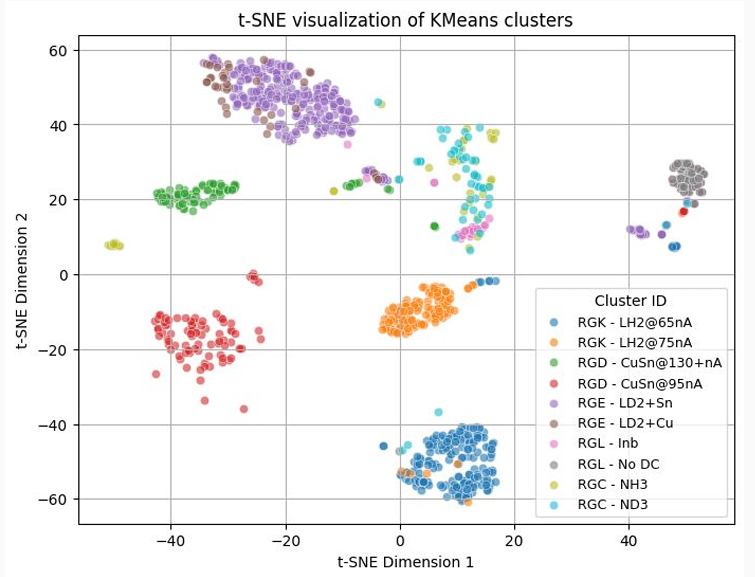 t-SNE visualization of KMeans clusters
60
40
20
0
−20
−40
−60
t-SNE Dimension 2
Cluster ID
RGK - LH2@65nA
RGK - LH2@75nA
RGD - CuSn@130+nA
RGD - CuSn@95nA
RGE - LD2+Sn
RGE - LD2+Cu
RGL - Inb
RGL - No DC
RGC - NH3
RGC - ND3
−40
−20
0
20
40
t-SNE Dimension 1